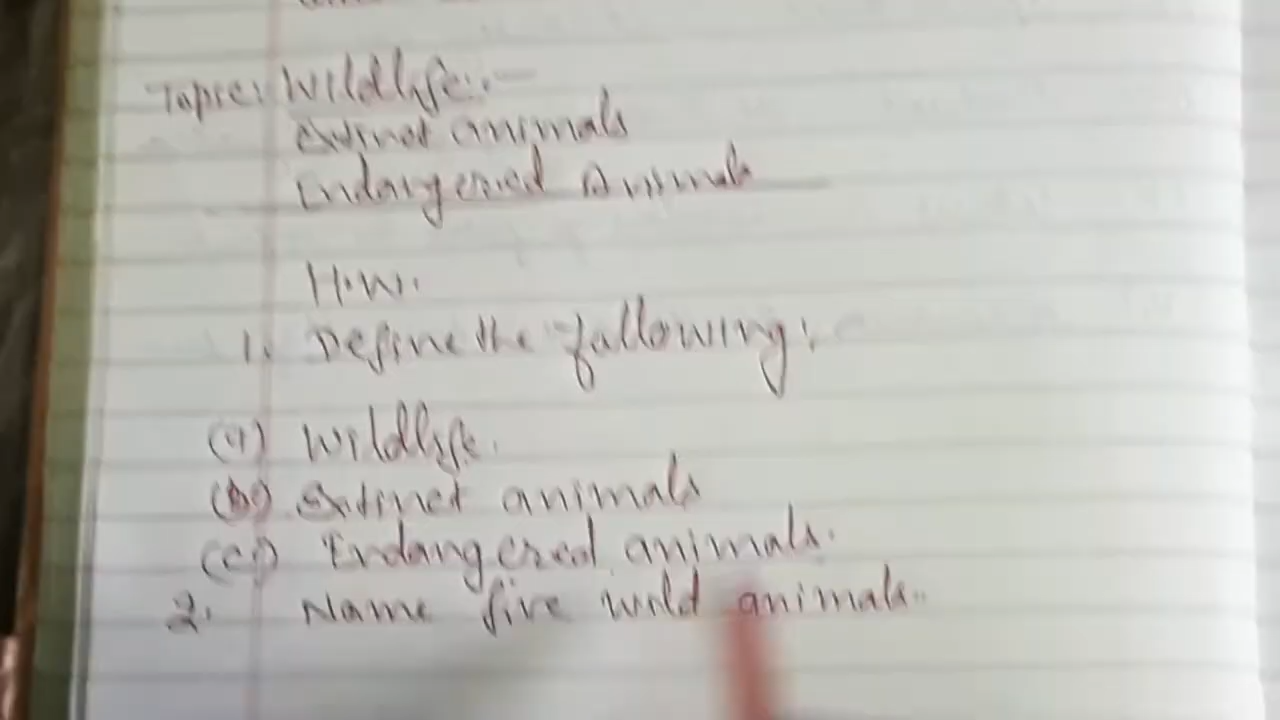 Topic: Wildlife:-
Extinct animals
Endangered Animals
H.W.
1. Define the following:
(a) Wildlife.
(b) Extinct animals
(c) Endangered animals.
2. Name five wild animals.